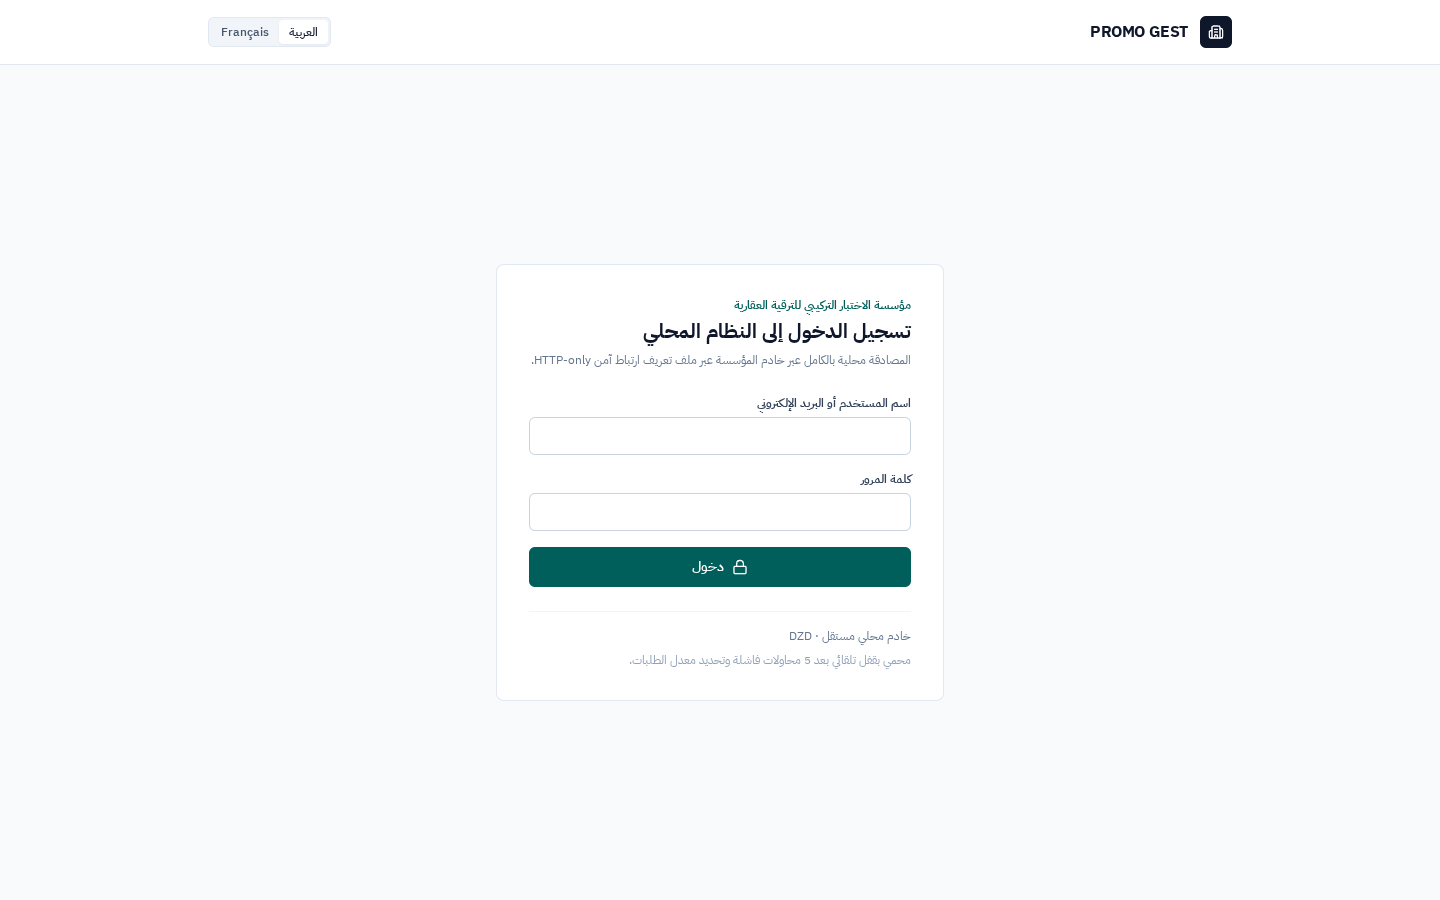 PROMO GEST
العربية
Français
مؤسسة الاختبار التركيبي للترقية العقارية
تسجيل الدخول إلى النظام المحلي
المصادقة محلية بالكامل عبر خادم المؤسسة عبر ملف تعريف ارتباط آمن HTTP-only.
اسم المستخدم أو البريد الإلكتروني
كلمة المرور
دخول
خادم محلي مستقل · DZD
محمي بقفل تلقائي بعد 5 محاولات فاشلة وتحديد معدل الطلبات.